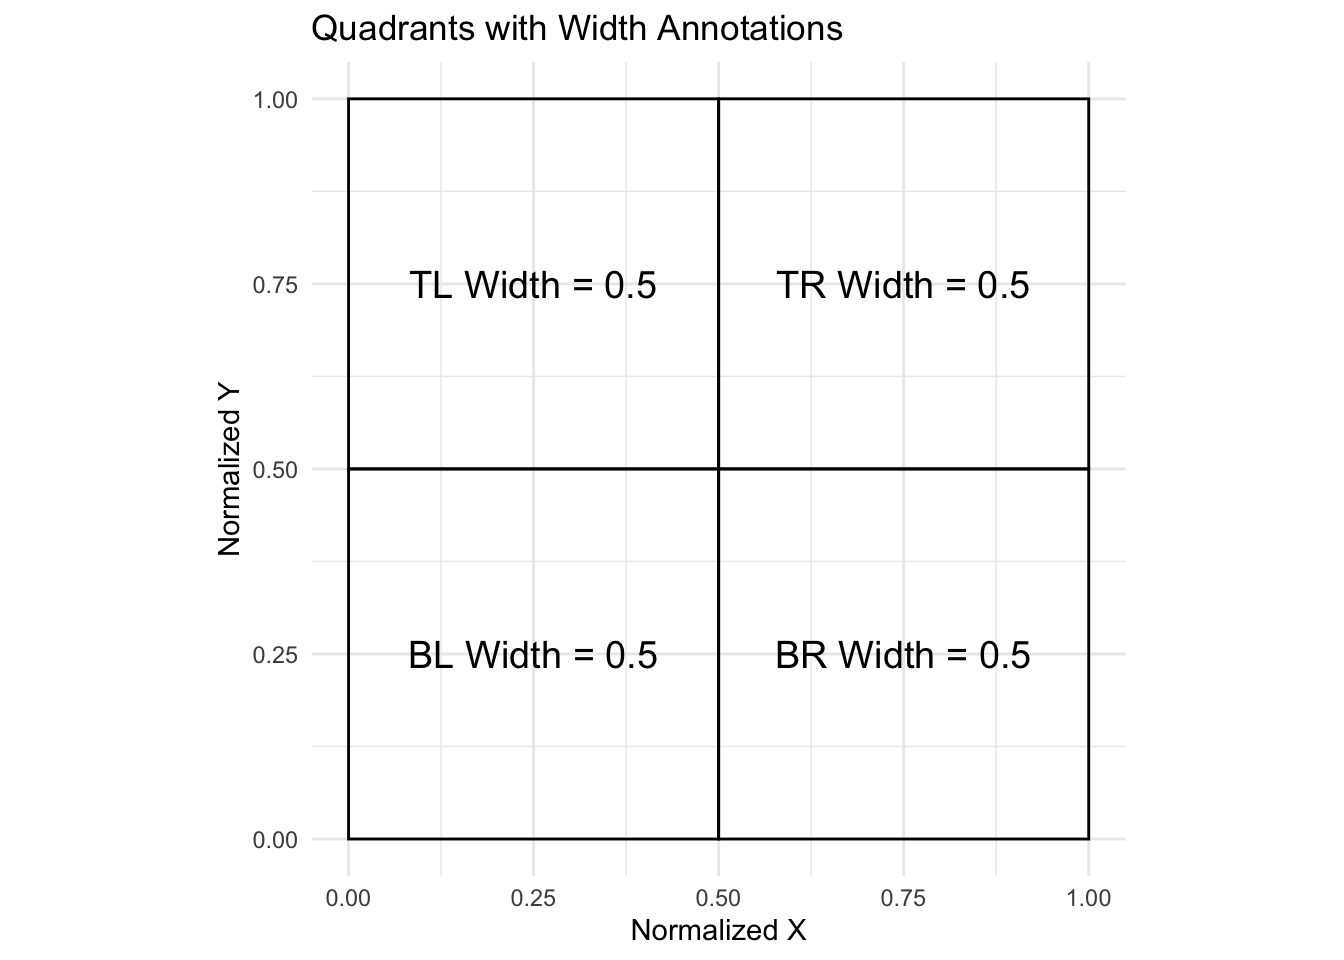 Quadrants with Width Annotations
1.00
TL Width = 0.5
TR Width = 0.5
0.75
Normalized Y
0.50
BL Width = 0.5
BR Width = 0.5
0.25
0.00
0.00
0.25
0.50
0.75
1.00
Normalized X